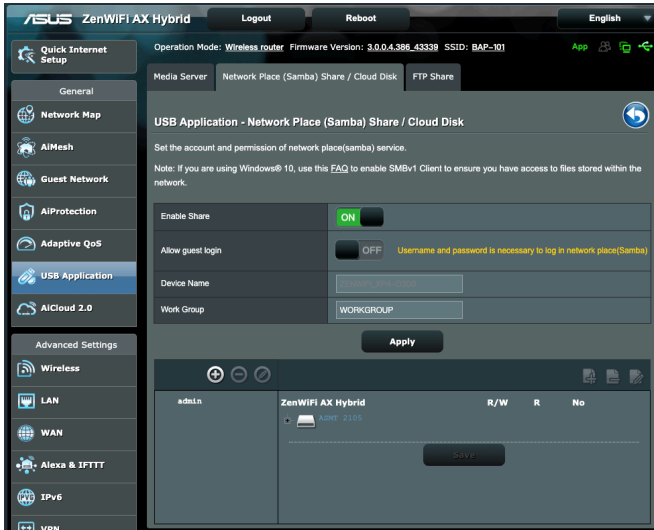 ASUS ZenWiFi AX Hybrid Logout Reboot English
Operation Mode: Wireless router Firmware Version: 3.0.0.4.386_43339 SSID: BAP-101 App
Quick Internet
Setup
Media Server Network Place (Samba) Share / Cloud Disk FTP Share
General
Network Map
AiMesh
Guest Network
AiProtection
Adaptive QoS
USB Application
AiCloud 2.0
Advanced Settings
Wireless
LAN
WAN
Alexa & IFTTT
IPv6
VPN
USB Application - Network Place (Samba) Share / Cloud Disk
Set the account and permission of network place(samba) service.
Note: If you are using Windows® 10, use this FAQ to enable SMBv1 Client to ensure you have access to files stored within the
network.
Enable Share ON
Allow guest login OFF Username and password is necessary to log in network place(Samba)
Device Name
Work Group WORKGROUP
Apply
admin ZenWiFi AX Hybrid R/W R No
ASMT 2105
Save